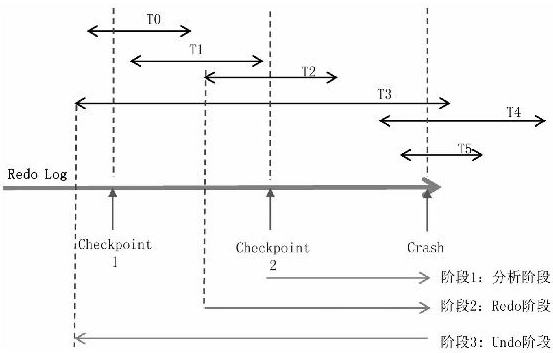 T0
T1
T2
T3
T4
T5
Redo Log
Checkpoint
1
Checkpoint
2
Crash
阶段1：分析阶段
阶段2：Redo阶段
阶段3：Undo阶段